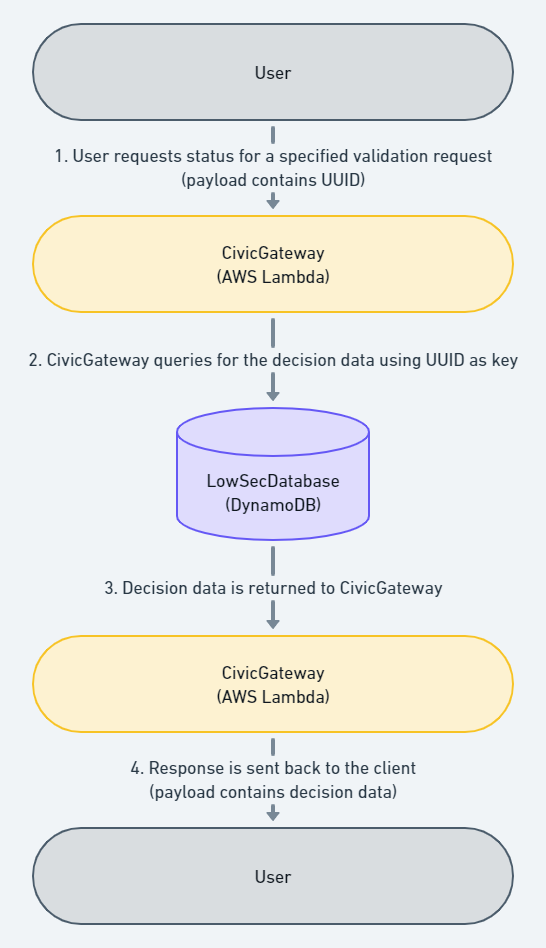 User
1. User requests status for a specified validation request
(payload contains UUID)
CivicGateway
(AWS Lambda)
2. CivicGateway queries for the decision data using UUID as key
LowSecDatabase
(DynamoDB)
3. Decision data is returned to CivicGateway
CivicGateway
(AWS Lambda)
4. Response is sent back to the client
(payload contains decision data)
User